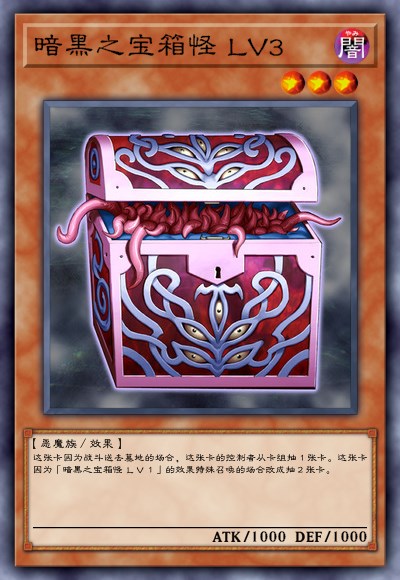 暗黑之宝箱怪 LV3
闇
やみ
【恶魔族／效果】
这张卡因为战斗送去墓地的场合，这张卡的控制者从卡组抽1张卡。这张卡
因为「暗黑之宝箱怪 LV1」的效果特殊召唤的场合改成抽2张卡。
ATK/1000 DEF/1000